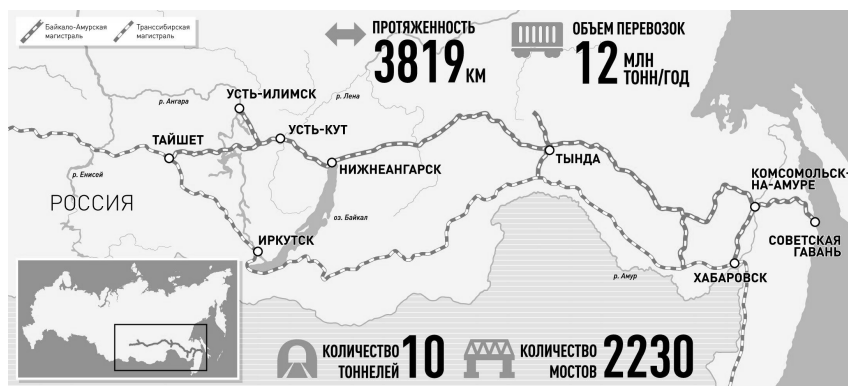 Байкало-Амурская
магистраль
Транссибирская
магистраль
ПРОТЯЖЕННОСТЬ
3819 КМ
ОБЪЕМ ПЕРЕВОЗОК
12 МЛН
ТОНН/ГОД
УСТЬ-ИЛИМСК
р. Лена
р. Ангара
УСТЬ-КУТ
ТАЙШЕТ
ТЫНДА
НИЖНЕАНГАРСК
р. Енисей
КОМСОМОЛЬСК-
НА-АМУРЕ
РОССИЯ
оз. Байкал
ИРКУТСК
СОВЕТСКАЯ
ГАВАНЬ
р. Амур
ХАБАРОВСК
КОЛИЧЕСТВО
ТОННЕЛЕЙ 10
КОЛИЧЕСТВО
МОСТОВ 2230